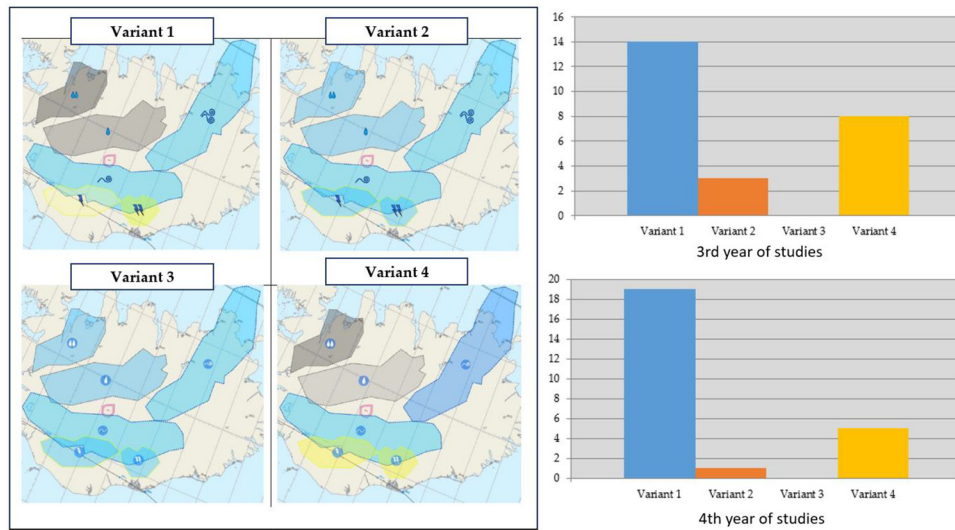 Variant 1
Variant 2
Variant 3
Variant 4
16
14
12
10
8
6
4
2
0
Variant 1 Variant 2 Variant 3 Variant 4
3rd year of studies
20
18
16
14
12
10
8
6
4
2
0
Variant 1 Variant 2 Variant 3 Variant 4
4th year of studies